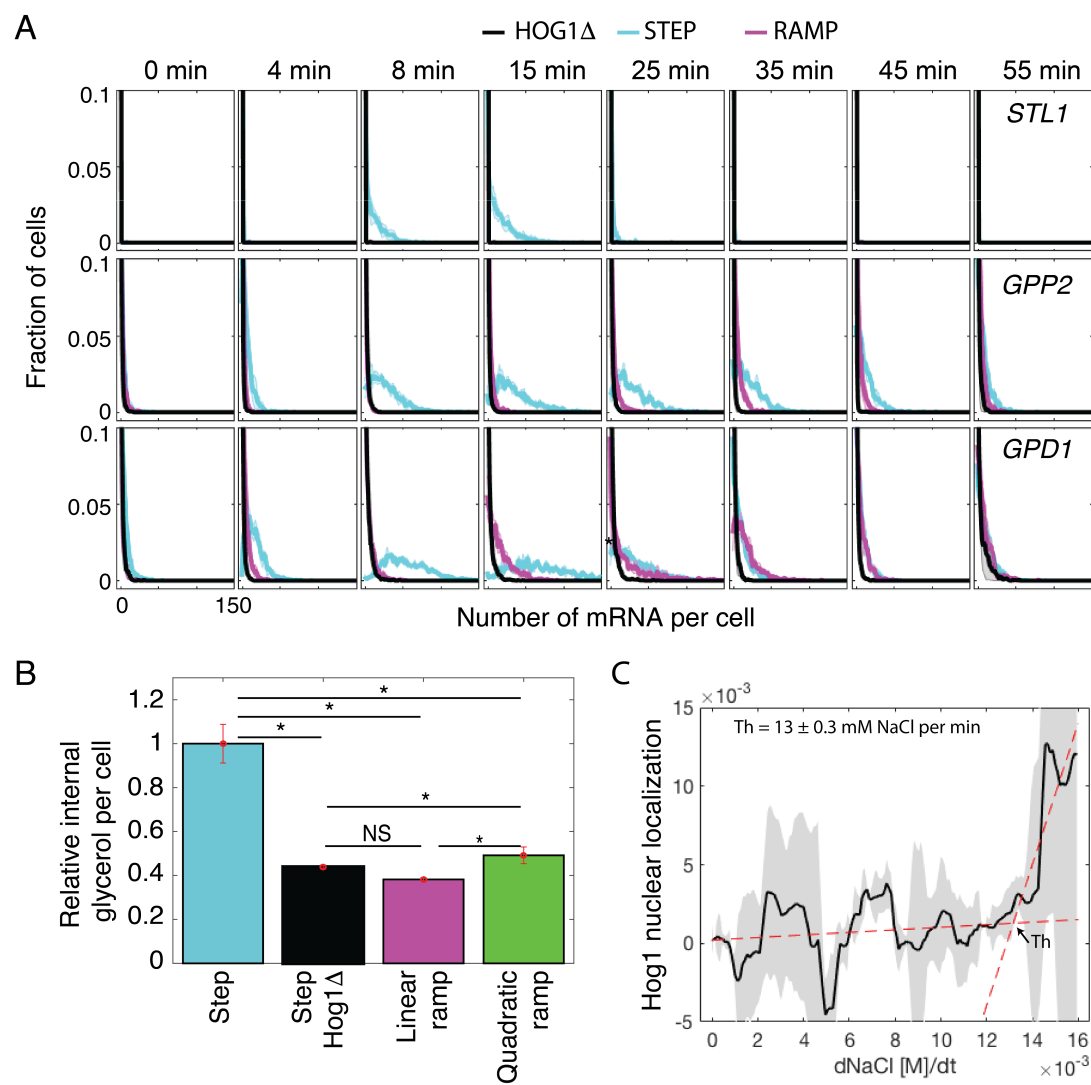 A
HOG1Δ STEP RAMP
0 min 4 min 8 min 15 min 25 min 35 min 45 min 55 min
0.1
STL1
0.05
0
0.1
GPP2
0.05
0
0.1
GPD1
0.05
*
0
0 150
Fraction of cells
Number of mRNA per cell
B
Relative internal
glycerol per cell
1.2
1
0.8
0.6
0.4
0.2
0
*
*
*
*
NS
*
Step
Step
Hog1Δ
Linear
ramp
Quadratic
ramp
C
×10⁻³
15
Th = 13 ± 0.3 mM NaCl per min
10
5
0
-5
Hog1 nuclear localization
Th
0 2 4 6 8 10 12 14 16
dNaCl [M]/dt
×10⁻³